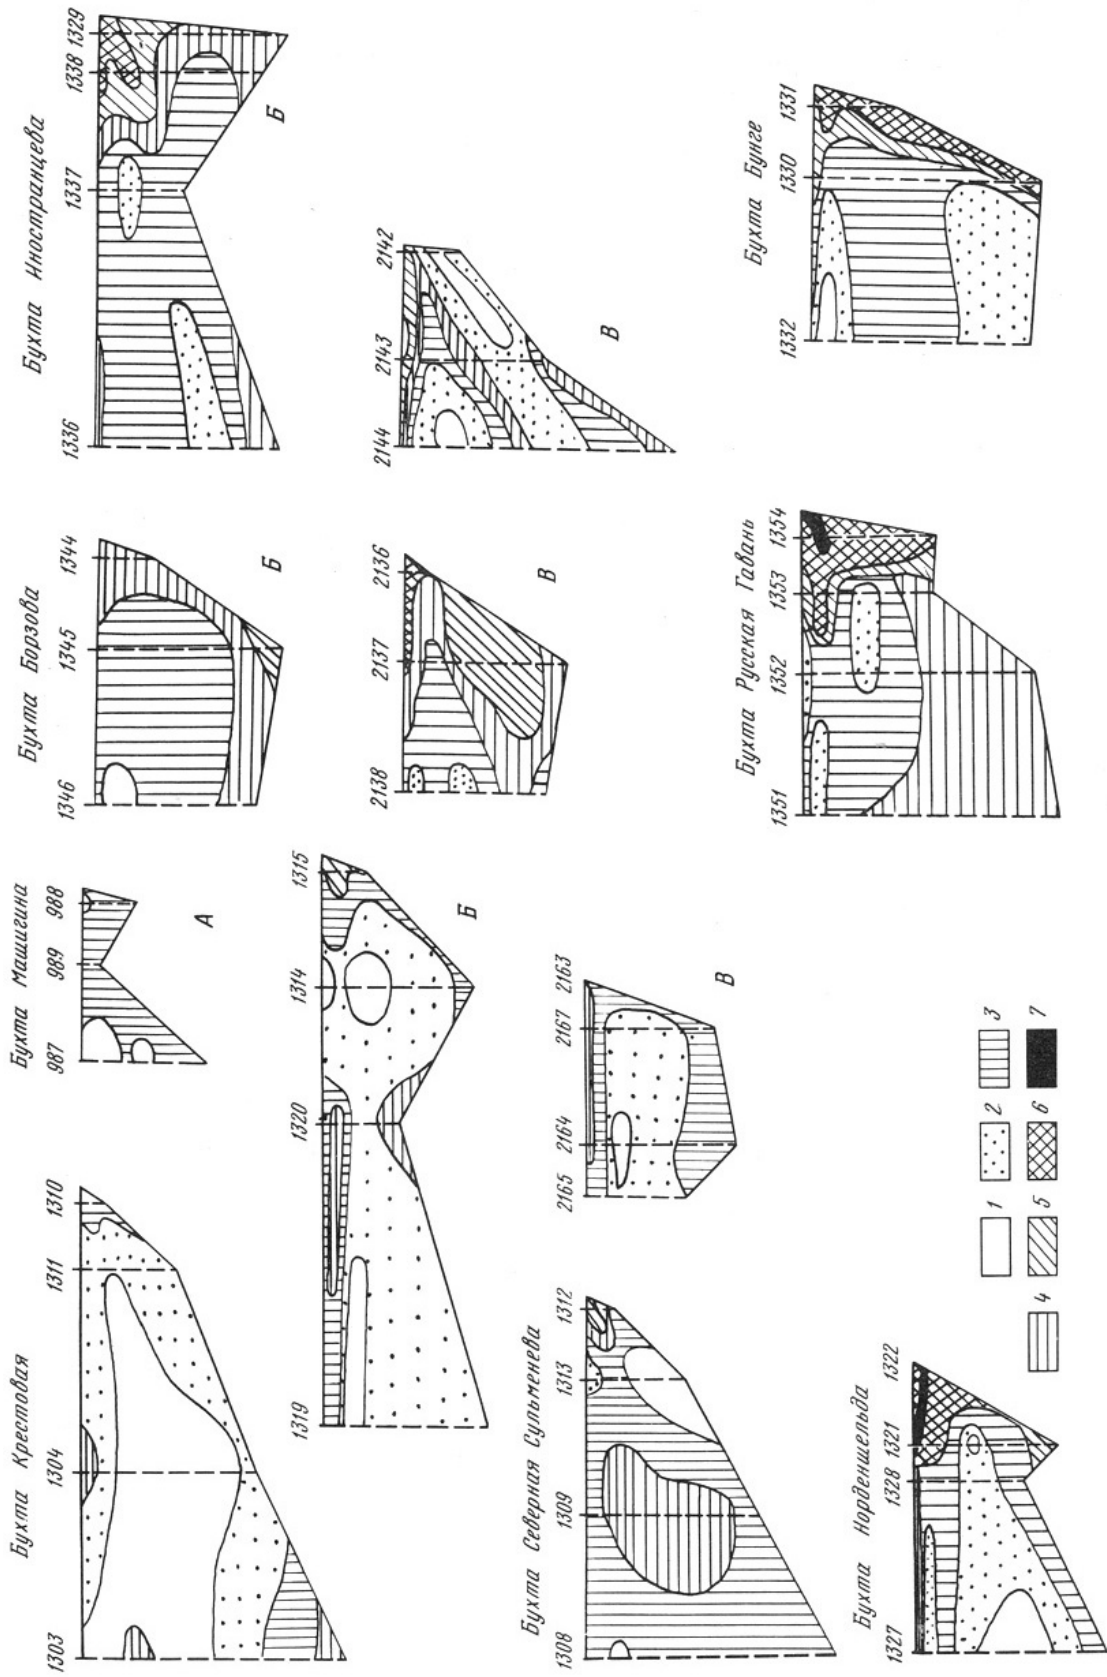 Бухта Крестовая
1303 1304 1311 1310
Бухта Машигина
987 989 988
А
1319 1320 1314 1315
Б
Бухта Борзова
1346 1345 1344
Б
2138 2137 2136
В
Бухта Иностранцева
1336 1337 1338 1329
Б
2144 2143 2142
В
Бухта Северная Сульменева
1308 1309 1313 1312
2165 2164 2167 2163
В
Бухта Норденшельда
1327 1328 1321 1322
Бухта Русская Гавань
1351 1352 1353 1354
Бухта Бунге
1332 1330 1331
1 2 3
4 5 6 7